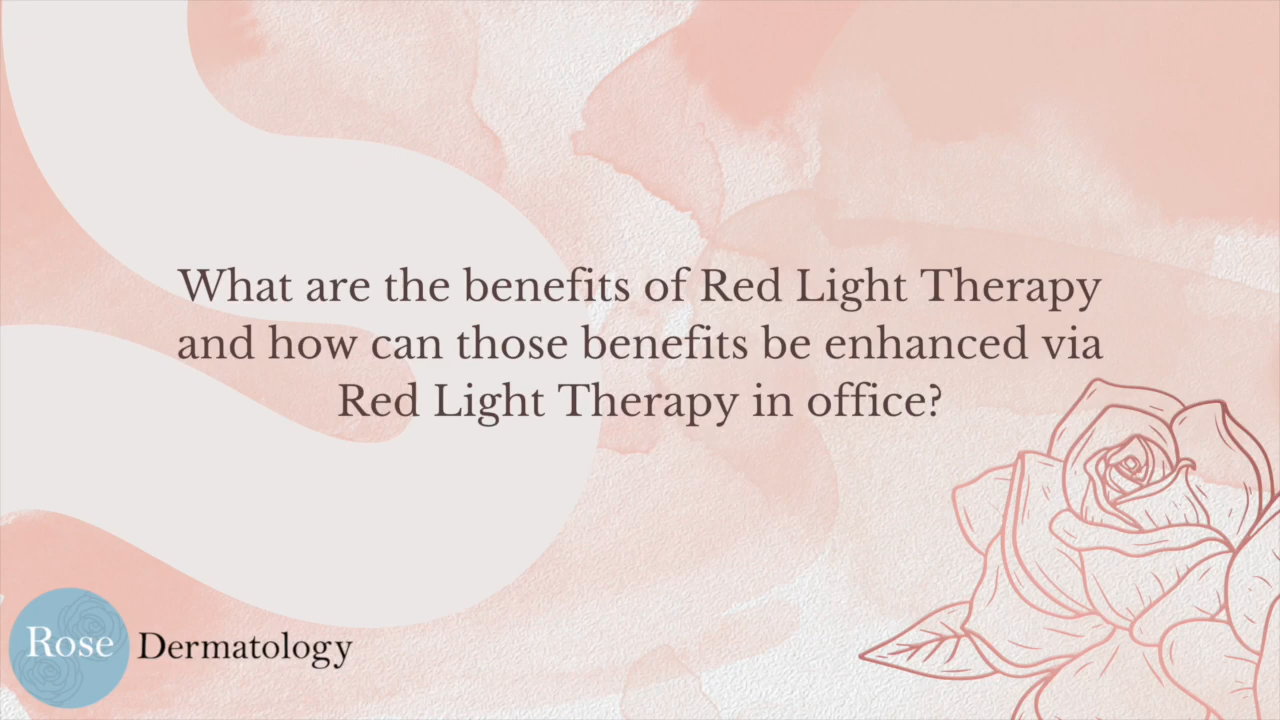 What are the benefits of Red Light Therapy
and how can those benefits be enhanced via
Red Light Therapy in office?
Rose Dermatology